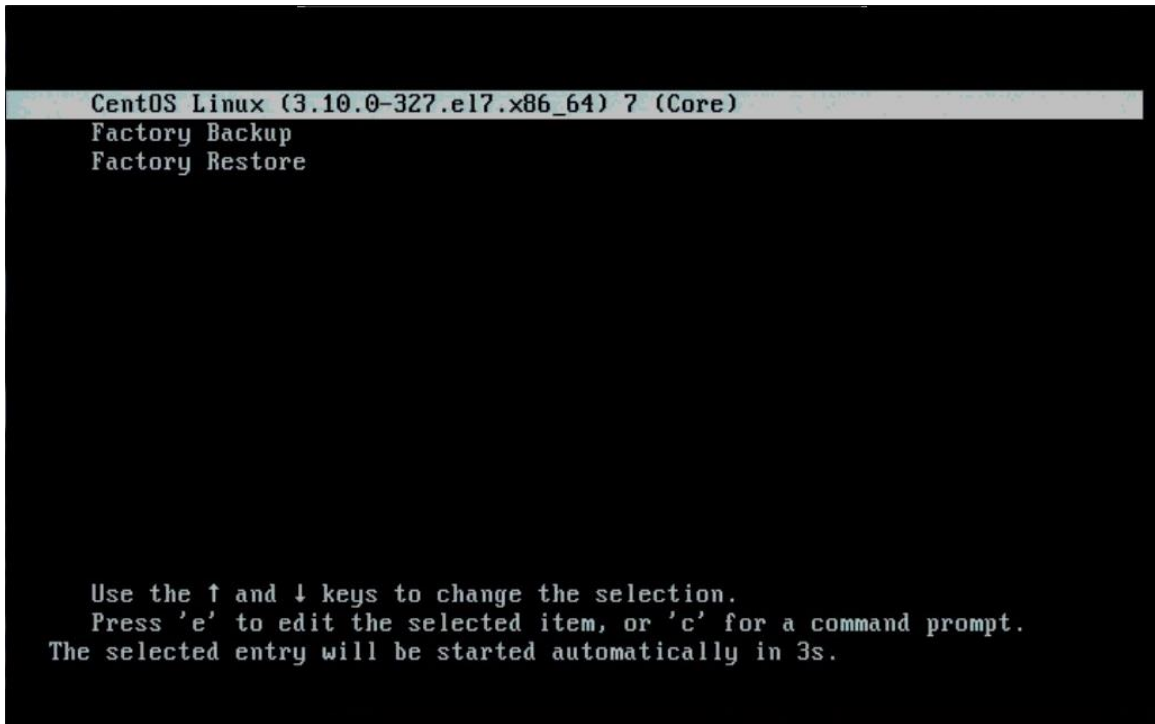 CentOS Linux (3.10.0-327.el7.x86_64) 7 (Core)
Factory Backup
Factory Restore
Use the ↑ and ↓ keys to change the selection.
Press 'e' to edit the selected item, or 'c' for a command prompt.
The selected entry will be started automatically in 3s.